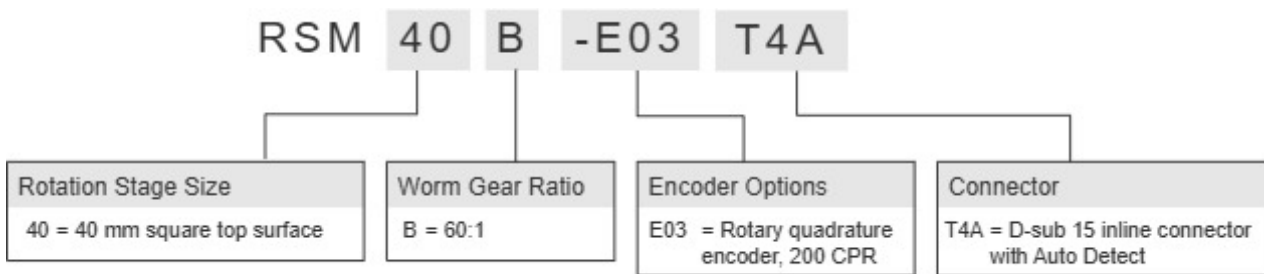 RSM 40 B -E03 T4A
Rotation Stage Size
40 = 40 mm square top surface
Worm Gear Ratio
B = 60:1
Encoder Options
E03 = Rotary quadrature
encoder, 200 CPR
Connector
T4A = D-sub 15 inline connector
with Auto Detect